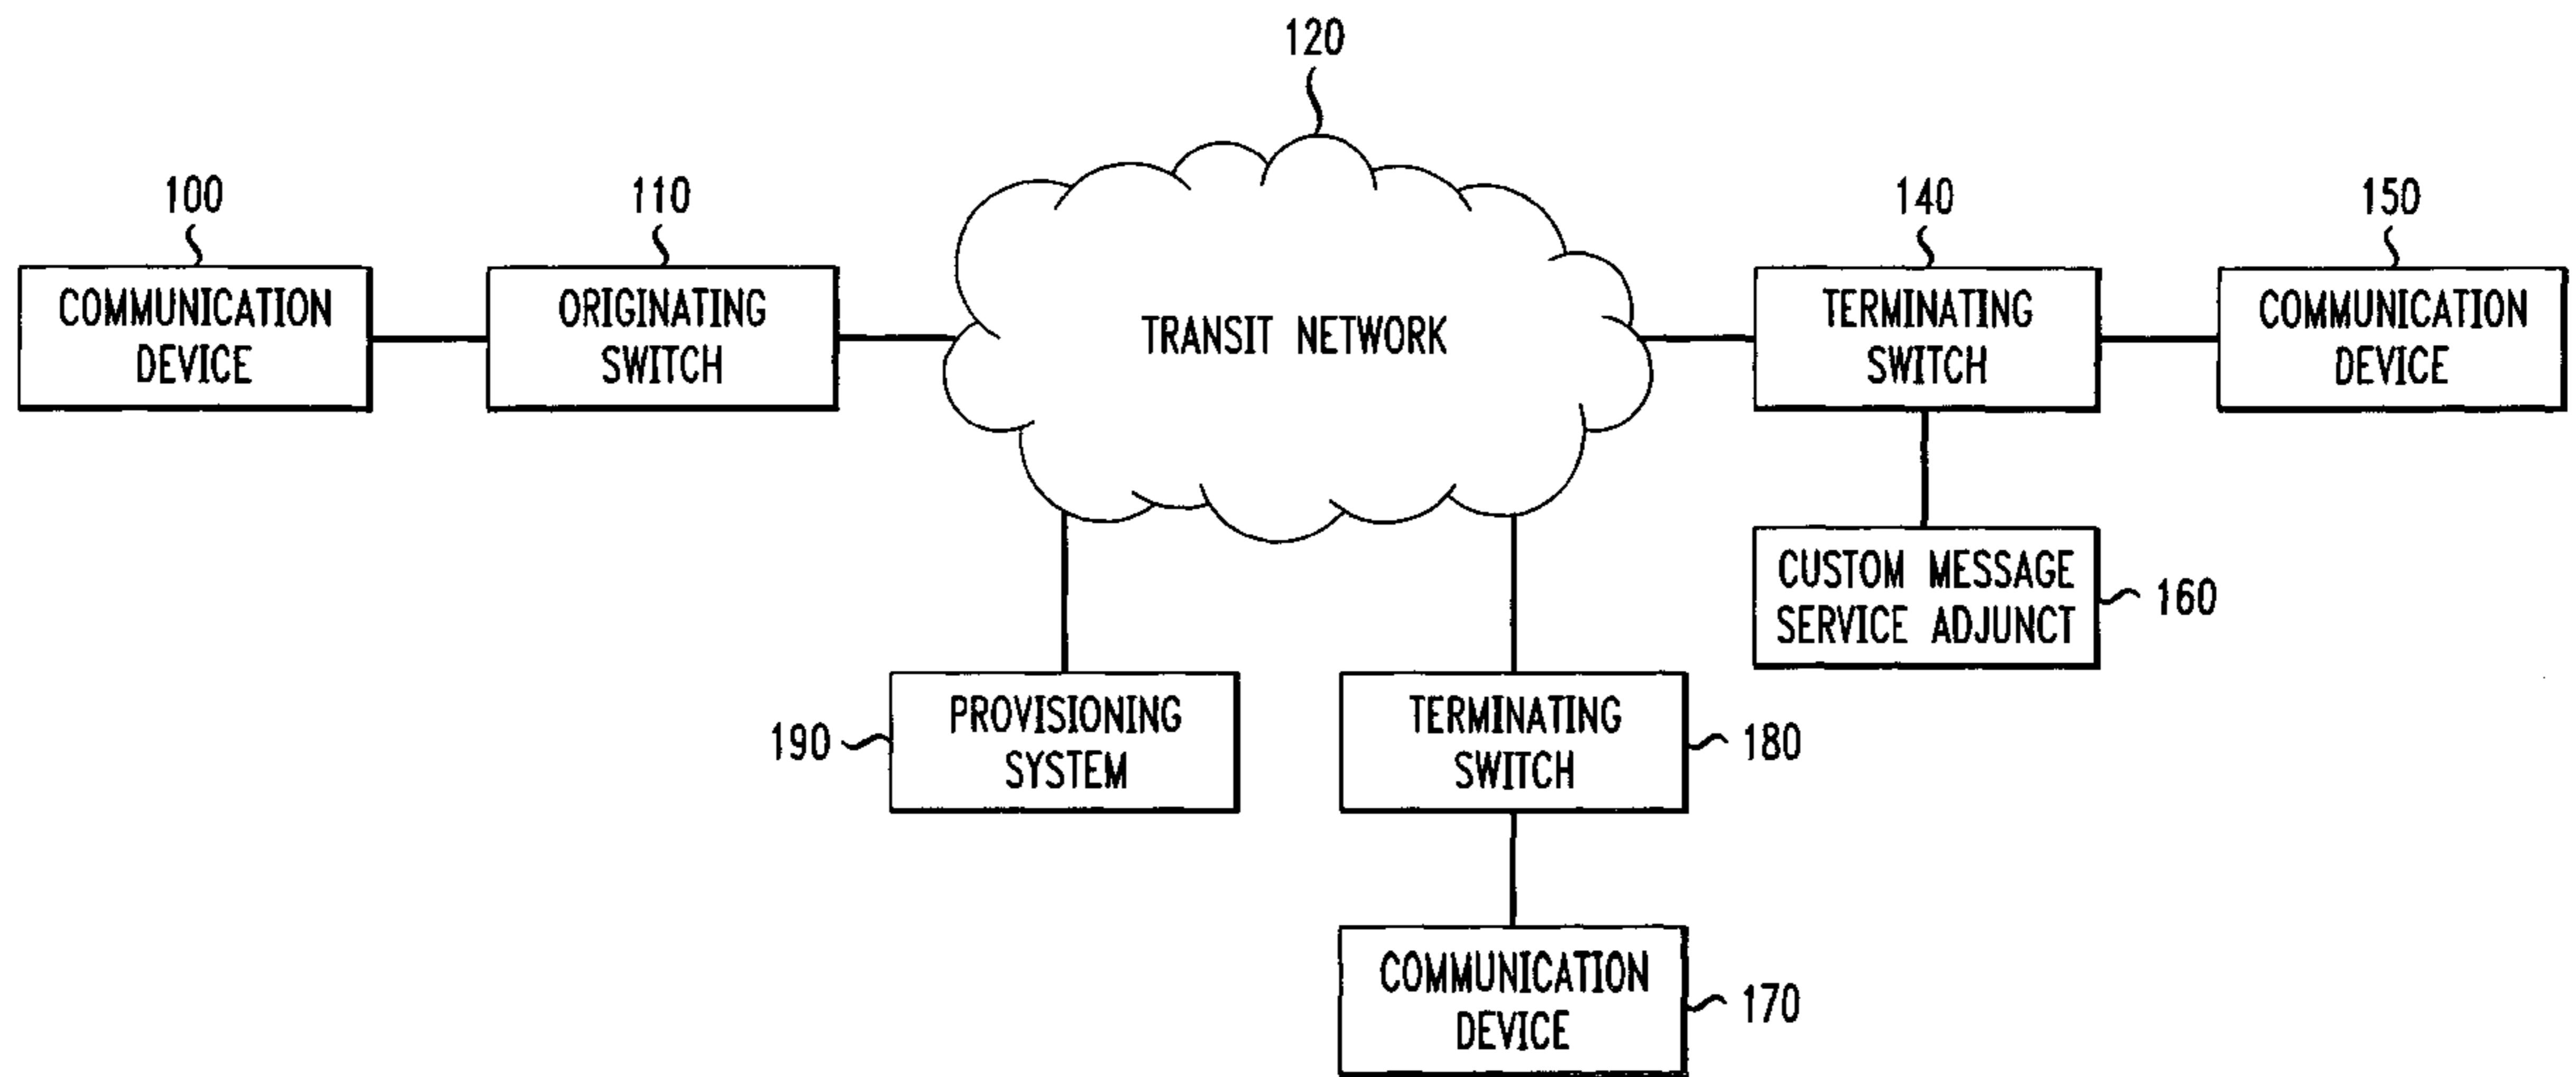 120
100
110
140
150
COMMUNICATION
DEVICE
ORIGINATING
SWITCH
TRANSIT NETWORK
TERMINATING
SWITCH
COMMUNICATION
DEVICE
CUSTOM MESSAGE
SERVICE ADJUNCT
160
190
PROVISIONING
SYSTEM
TERMINATING
SWITCH
180
COMMUNICATION
DEVICE
170